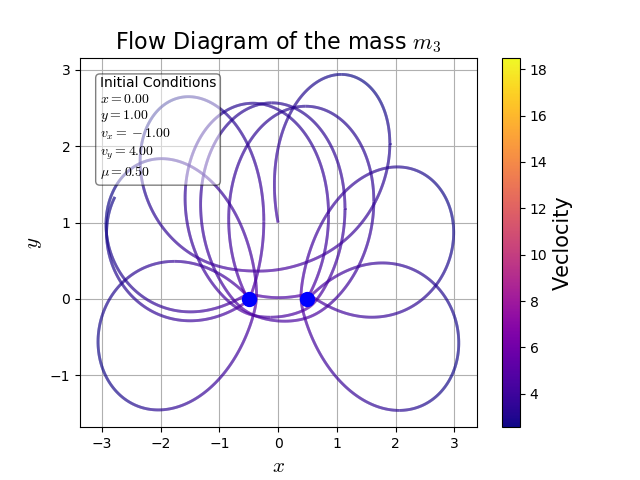 Flow Diagram of the mass m₃
3
2
1
0
−1
y
Initial Conditions
x = 0.00
y = 1.00
vₓ = −1.00
v_y = 4.00
μ = 0.50
−3 −2 −1 0 1 2 3
x
18
16
14
12
10
8
6
4
Veclocity